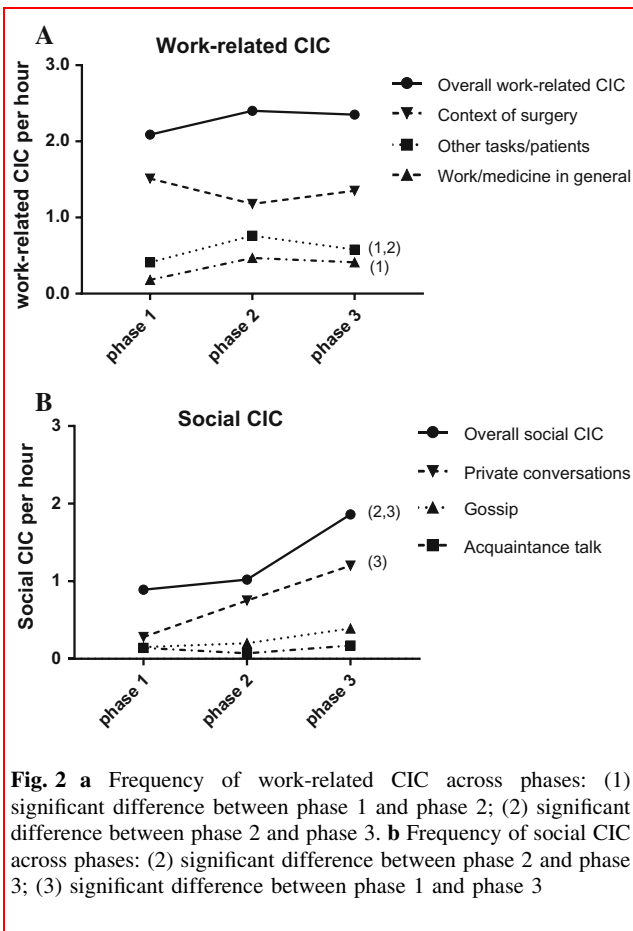 A
Work-related CIC
3.0
2.0
1.0
0.0
work-related CIC per hour
phase 1
phase 2
phase 3
Overall work-related CIC
Context of surgery
Other tasks/patients
Work/medicine in general
(1,2)
(1)
B
Social CIC
3
2
1
0
Social CIC per hour
phase 1
phase 2
phase 3
Overall social CIC
Private conversations
Gossip
Acquaintance talk
(2,3)
(3)
Fig. 2 a Frequency of work-related CIC across phases: (1)
significant difference between phase 1 and phase 2; (2) significant
difference between phase 2 and phase 3. b Frequency of social CIC
across phases: (2) significant difference between phase 2 and phase
3; (3) significant difference between phase 1 and phase 3